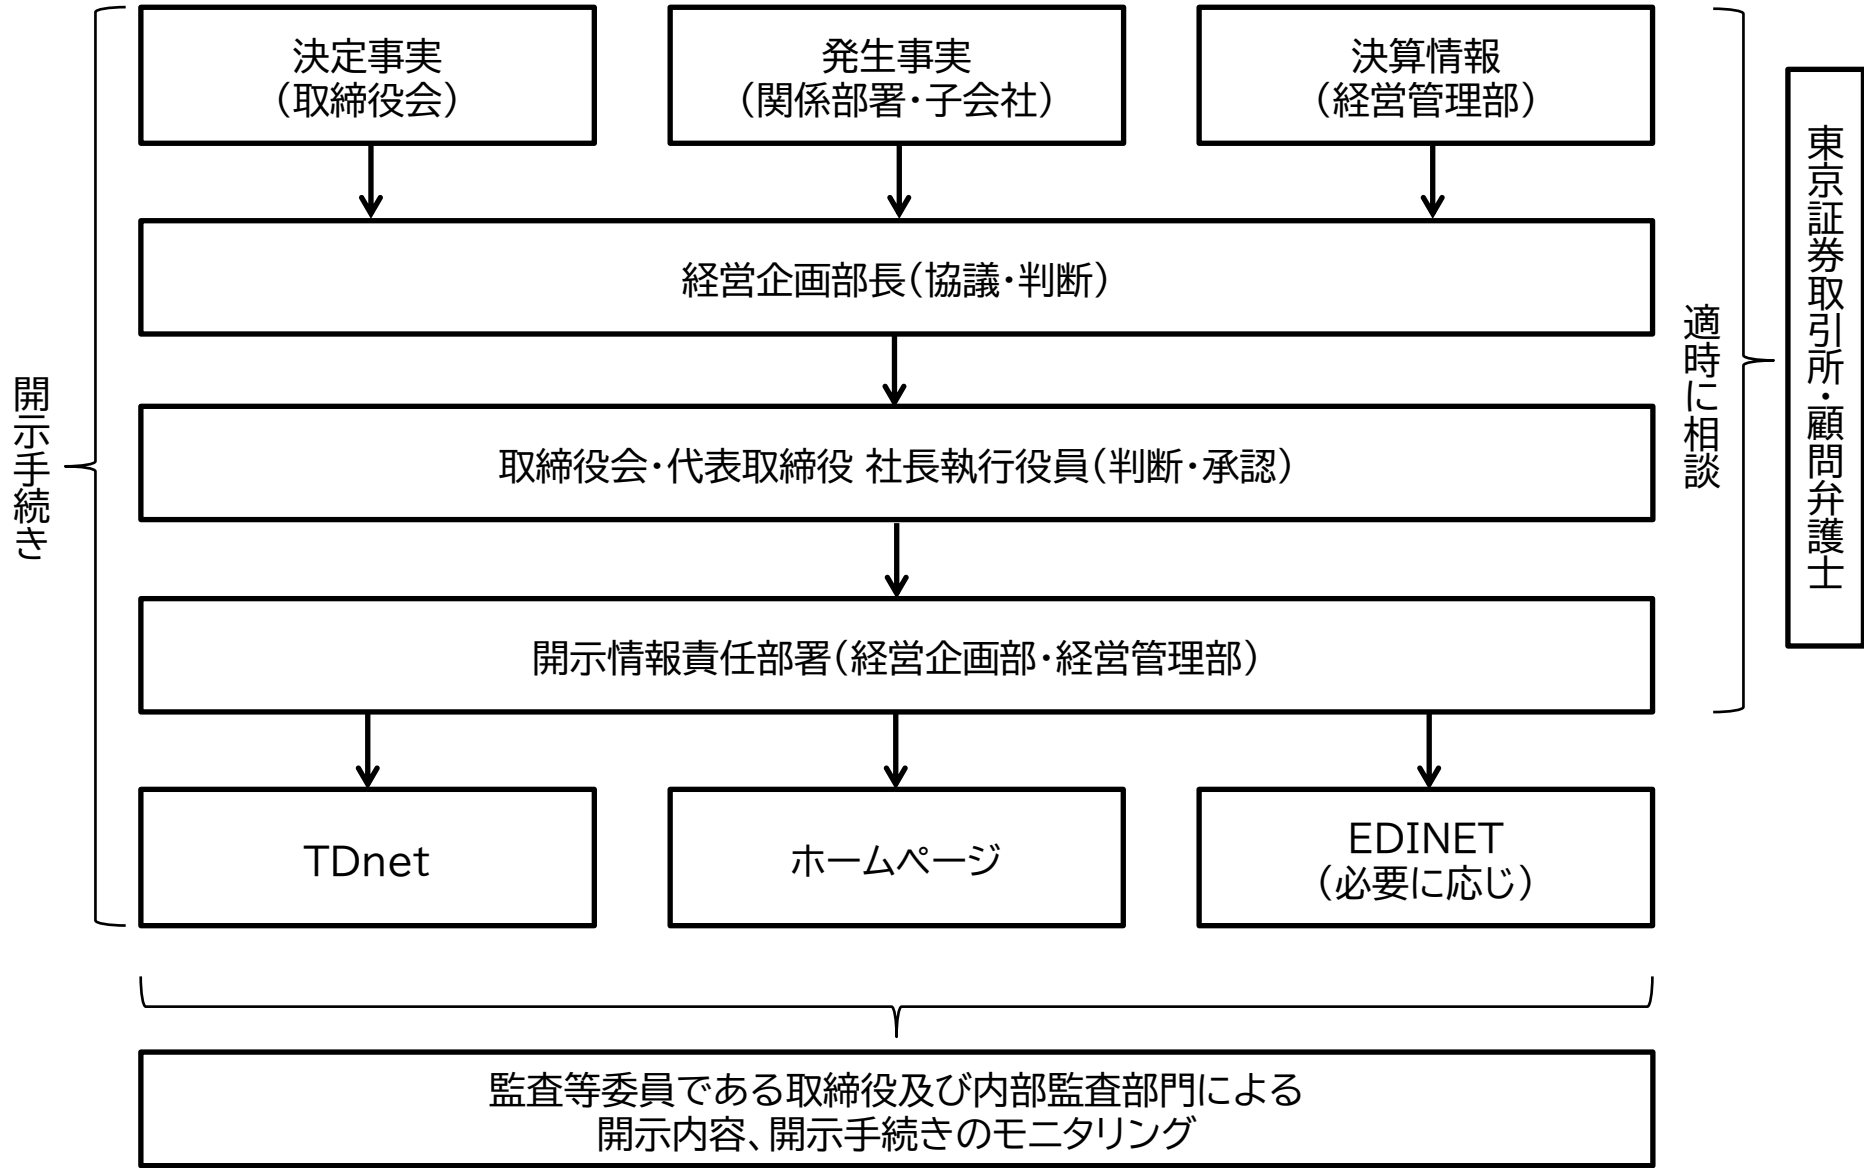 決定事実
（取締役会）
発生事実
（関係部署・子会社）
決算情報
（経営管理部）
経営企画部長（協議・判断）
取締役会・代表取締役 社長執行役員（判断・承認）
開示情報責任部署（経営企画部・経営管理部）
TDnet
ホームページ
EDINET
（必要に応じ）
開示手続き
適時に相談
東京証券取引所・顧問弁護士
監査等委員である取締役及び内部監査部門による
開示内容、開示手続きのモニタリング